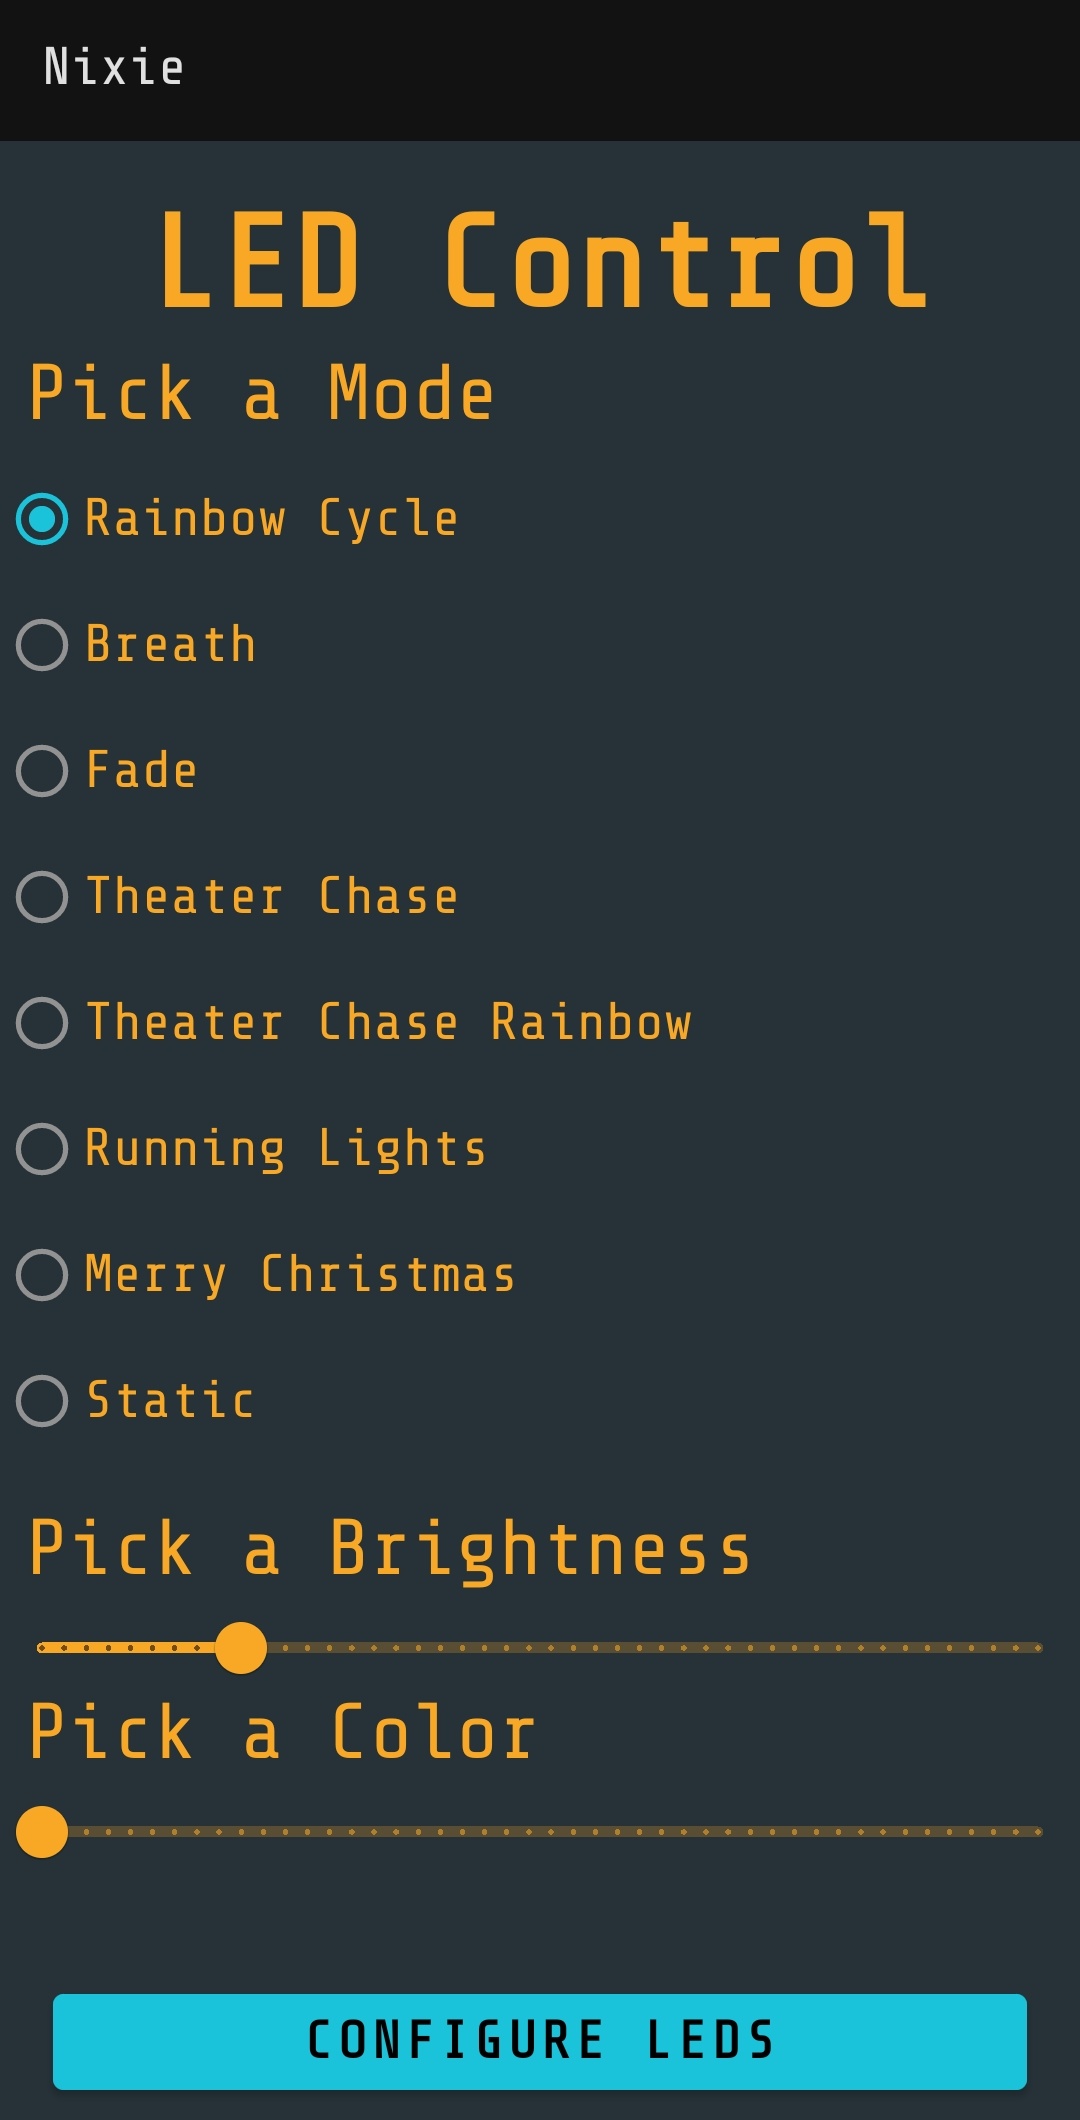 Nixie
LED Control
Pick a Mode
Rainbow Cycle
Breath
Fade
Theater Chase
Theater Chase Rainbow
Running Lights
Merry Christmas
Static
Pick a Brightness
Pick a Color
CONFIGURE LEDS